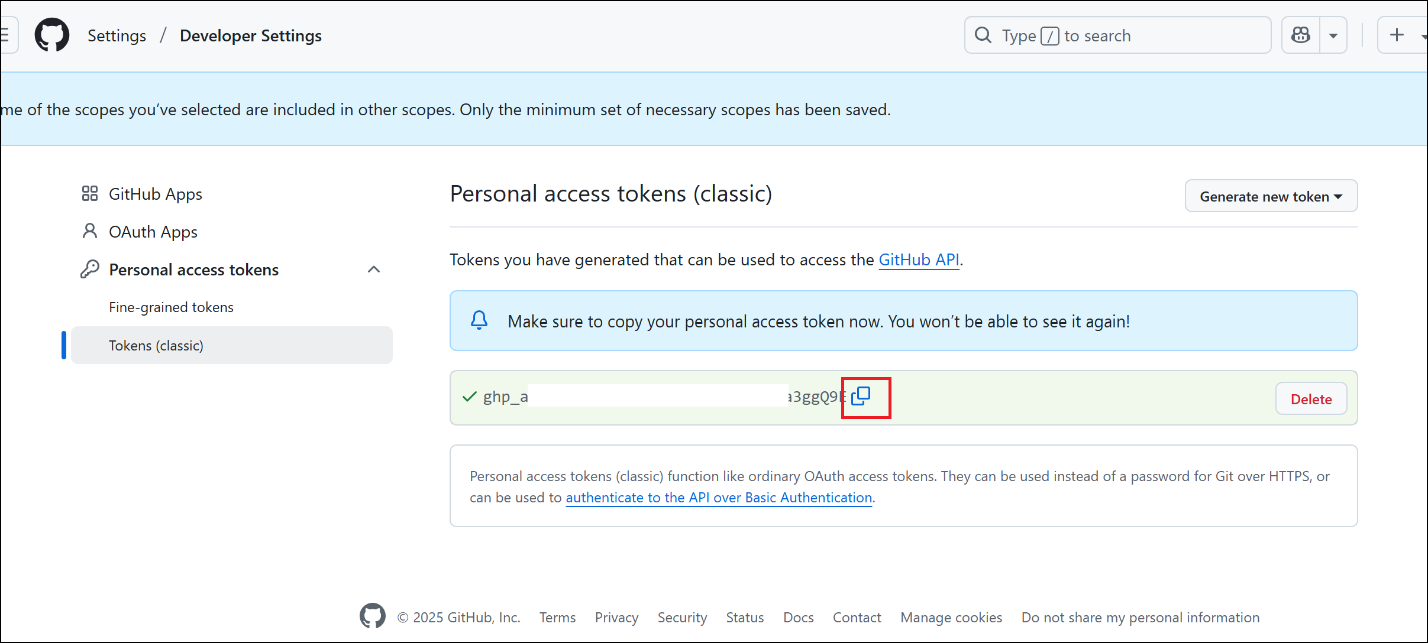 Settings / Developer Settings
Type / to search
me of the scopes you've selected are included in other scopes. Only the minimum set of necessary scopes has been saved.
GitHub Apps
OAuth Apps
Personal access tokens
Fine-grained tokens
Tokens (classic)
Personal access tokens (classic)
Generate new token
Tokens you have generated that can be used to access the GitHub API.
Make sure to copy your personal access token now. You won't be able to see it again!
ghp_a a3ggQ9E
Delete
Personal access tokens (classic) function like ordinary OAuth access tokens. They can be used instead of a password for Git over HTTPS, or
can be used to authenticate to the API over Basic Authentication.
© 2025 GitHub, Inc. Terms Privacy Security Status Docs Contact Manage cookies Do not share my personal information